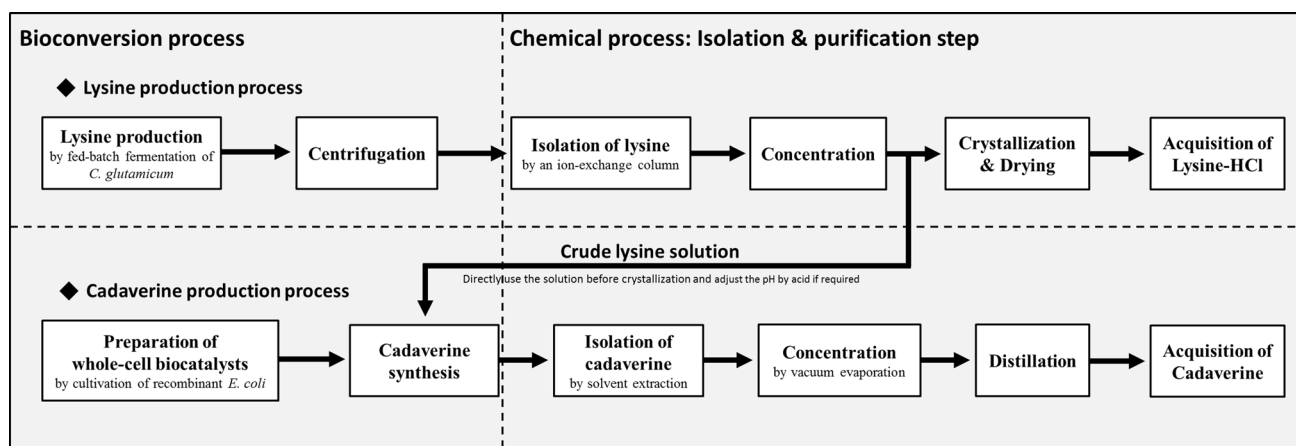 Bioconversion process
Chemical process: Isolation & purification step
◆ Lysine production process
Lysine production
by fed-batch fermentation of
C. glutamicum
Centrifugation
Isolation of lysine
by an ion-exchange column
Concentration
Crystallization
& Drying
Acquisition of
Lysine-HCl
Crude lysine solution
Directly use the solution before crystallization and adjust the pH by acid if required
◆ Cadaverine production process
Preparation of
whole-cell biocatalysts
by cultivation of recombinant E. coli
Cadaverine
synthesis
Isolation of
cadaverine
by solvent extraction
Concentration
by vacuum evaporation
Distillation
Acquisition of
Cadaverine